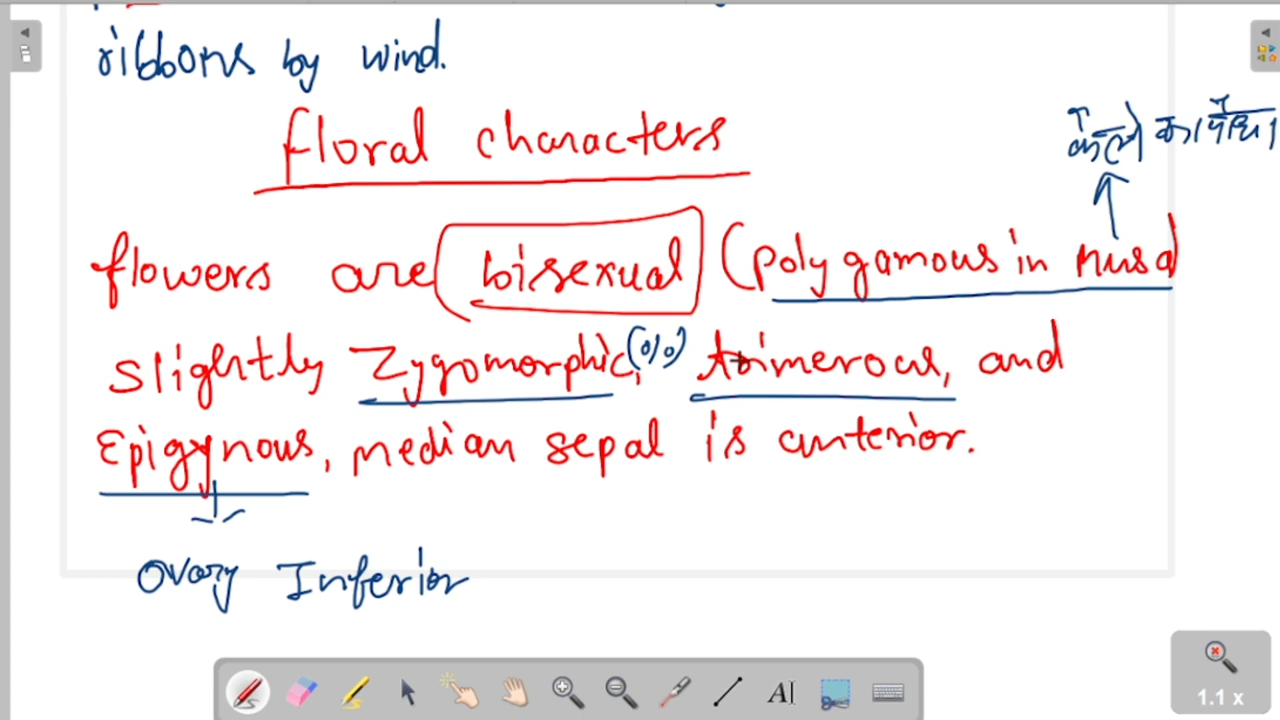 ribbons by wind.
Floral characters
flowers are bisexual (polygamous in Musa)
slightly Zygomorphic, (%) trimerous, and
Epigynous, median sepal is anterior.
Ovary Inferior
AI
1.1 x